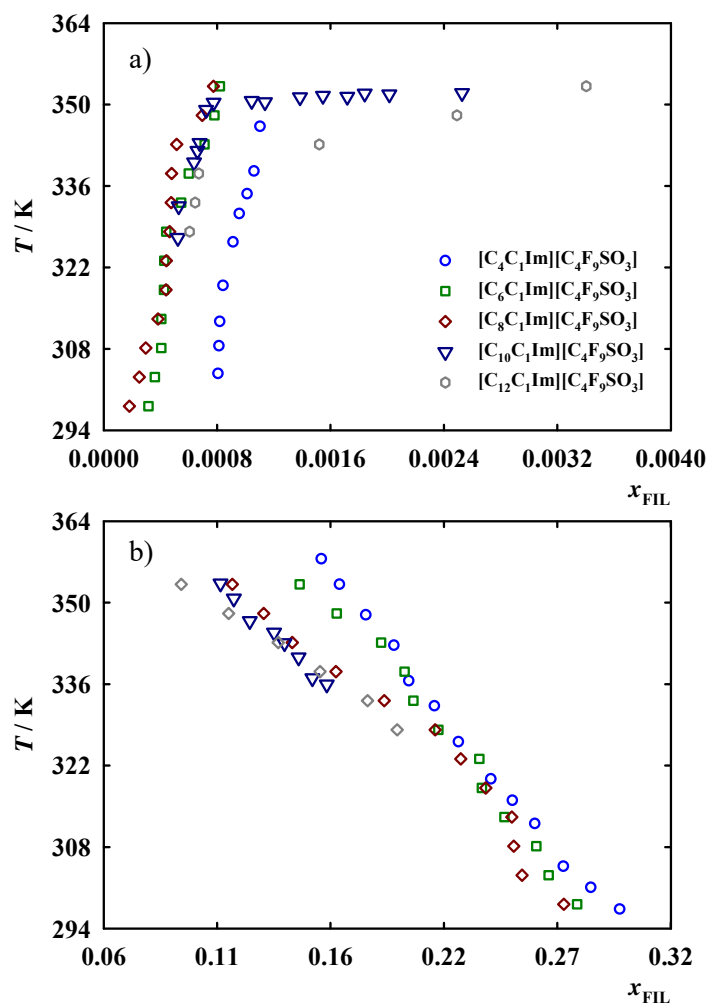 a)
364
350
336
322
308
294
T / K
[C₄C₁Im][C₄F₉SO₃]
[C₆C₁Im][C₄F₉SO₃]
[C₈C₁Im][C₄F₉SO₃]
[C₁₀C₁Im][C₄F₉SO₃]
[C₁₂C₁Im][C₄F₉SO₃]
0.0000 0.0008 0.0016 0.0024 0.0032 0.0040
x_FIL
b)
364
350
336
322
308
294
T / K
0.06 0.11 0.16 0.22 0.27 0.32
x_FIL